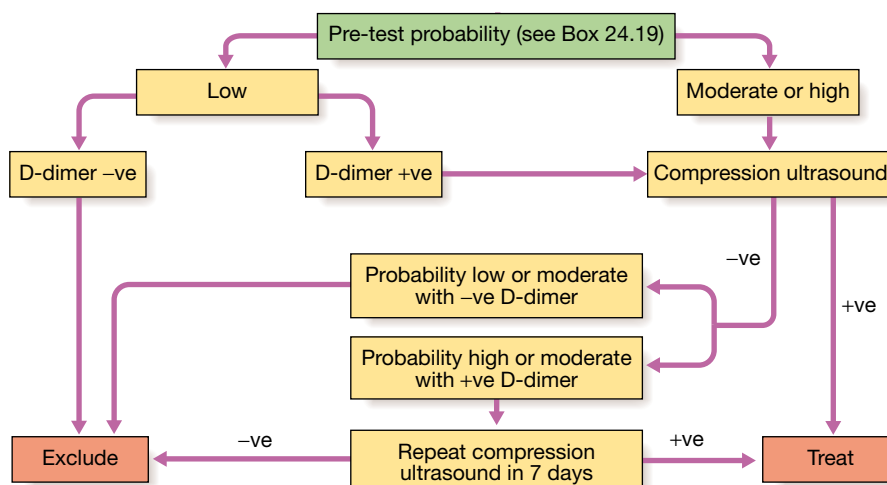 Pre-test probability (see Box 24.19)
Low
Moderate or high
D-dimer –ve
D-dimer +ve
Compression ultrasound
–ve
+ve
Probability low or moderate
with –ve D-dimer
Probability high or moderate
with +ve D-dimer
Exclude
–ve
Repeat compression
ultrasound in 7 days
+ve
Treat